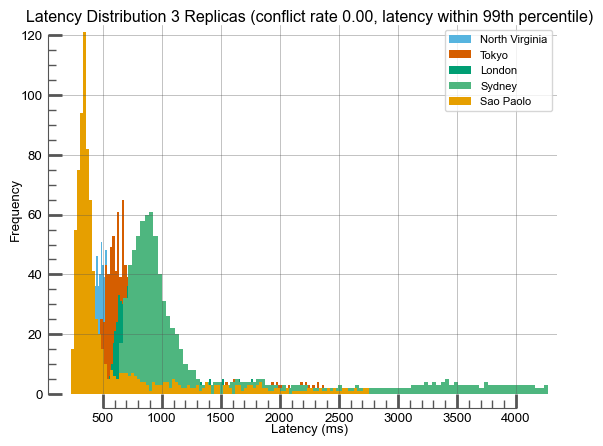 Latency Distribution 3 Replicas (conflict rate 0.00, latency within 99th percentile)
North Virginia
Tokyo
London
Sydney
Sao Paolo
Frequency
120
100
80
60
40
20
0
500
1000
1500
2000
2500
3000
3500
4000
Latency (ms)